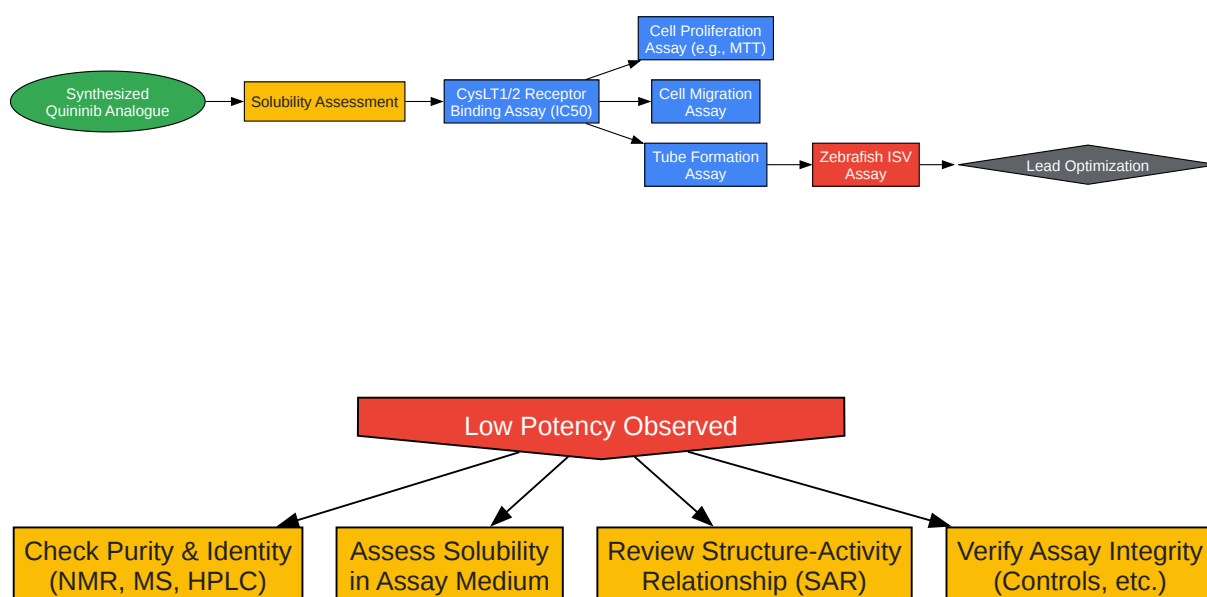 Synthesized
Quininib Analogue
Solubility Assessment
CysLT1/2 Receptor
Binding Assay (IC50)
Cell Proliferation
Assay (e.g., MTT)
Cell Migration
Assay
Tube Formation
Assay
Zebrafish ISV
Assay
Lead Optimization
Low Potency Observed
Check Purity & Identity
(NMR, MS, HPLC)
Assess Solubility
in Assay Medium
Review Structure-Activity
Relationship (SAR)
Verify Assay Integrity
(Controls, etc.)